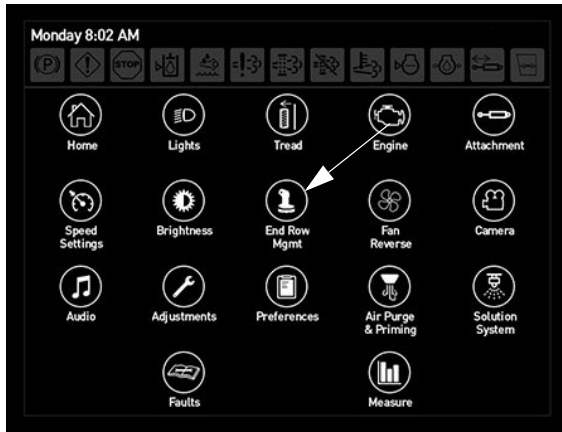 Monday 8:02 AM
(P) STOP
Home Lights Tread Engine Attachment
Speed Settings Brightness End Row Mgmt Fan Reverse Camera
Audio Adjustments Preferences Air Purge & Priming Solution System
Faults Measure